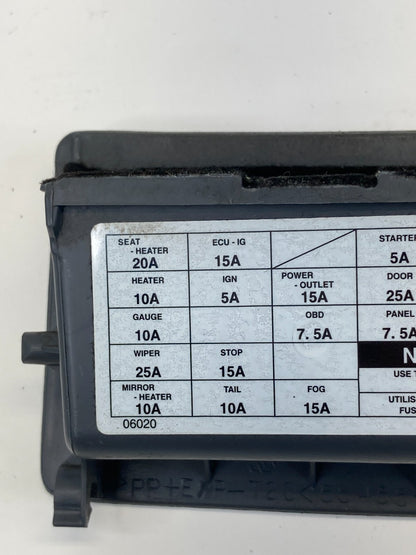 SEAT - HEATER 20A
ECU - IG 15A
STARTER 5A
HEATER 10A
IGN 5A
POWER - OUTLET 15A
DOOR 25A
GAUGE 10A
OBD 7. 5A
PANEL 7. 5A
WIPER 25A
STOP 15A
USE
MIRROR - HEATER 10A
TAIL 10A
FOG 15A
06020